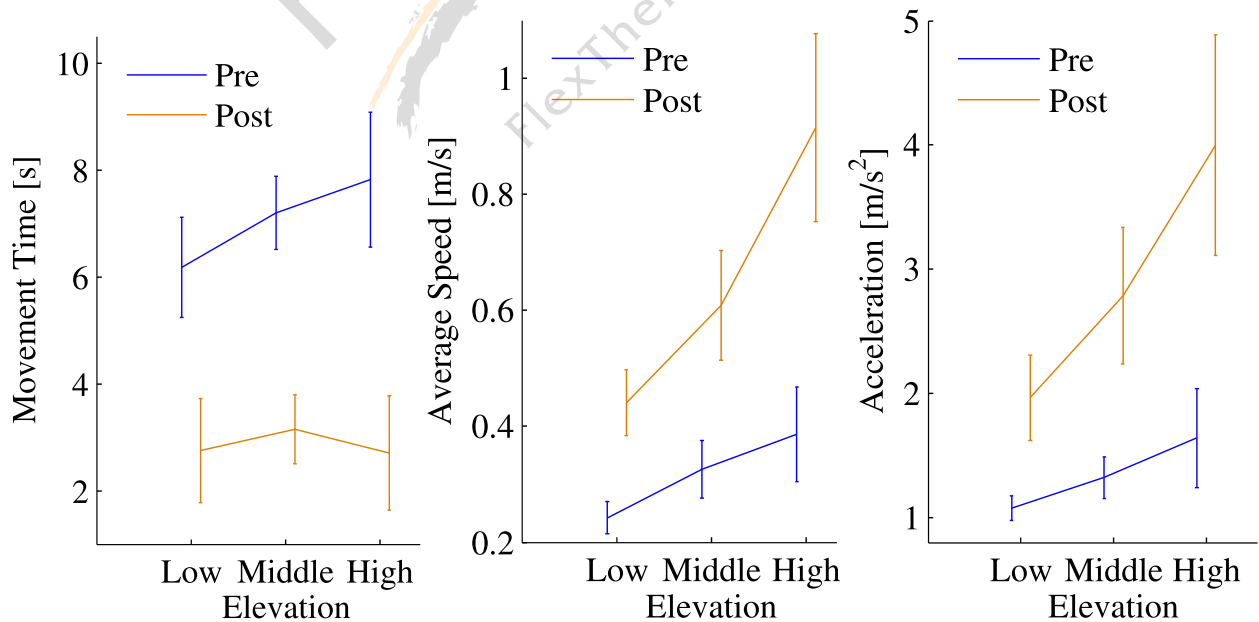 Movement Time [s]
10
8
6
4
2
Pre
Post
Low Middle High
Elevation
Average Speed [m/s]
1
0.8
0.6
0.4
0.2
Pre
Post
Low Middle High
Elevation
Acceleration [m/s²]
5
4
3
2
1
Pre
Post
Low Middle High
Elevation